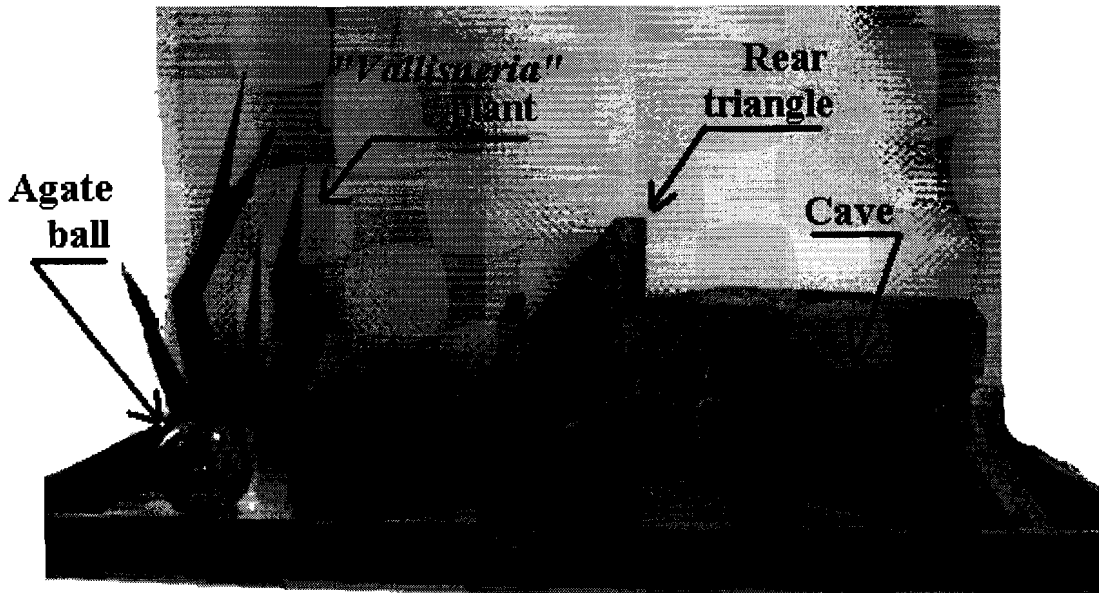 "Vallisneria"
plant
Rear
triangle
Agate
ball
Cave